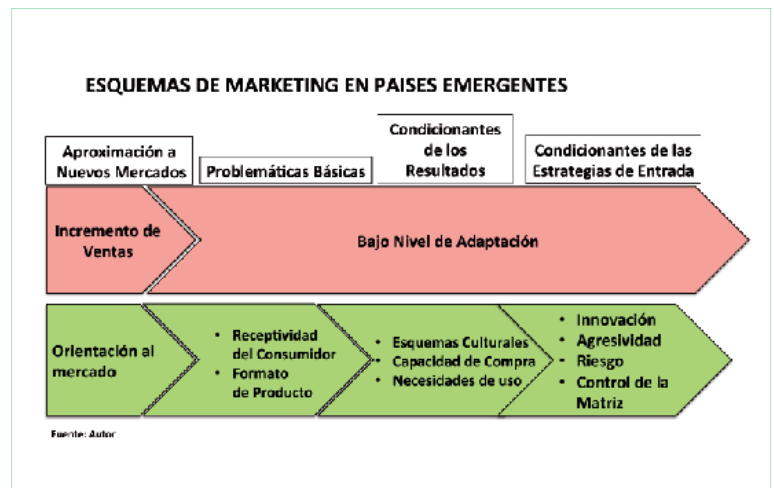 ESQUEMAS DE MARKETING EN PAISES EMERGENTES
Aproximación a
Nuevos Mercados
Problemáticas Básicas
Condicionantes
de los
Resultados
Condicionantes de las
Estrategias de Entrada
Incremento de
Ventas
Bajo Nivel de Adaptación
Orientación al
mercado
• Receptividad
del Consumidor
• Formato
de Producto
• Esquemas Culturales
• Capacidad de Compra
• Necesidades de uso
• Innovación
• Agresividad
• Riesgo
• Control de la
Matriz
Fuente: Autor